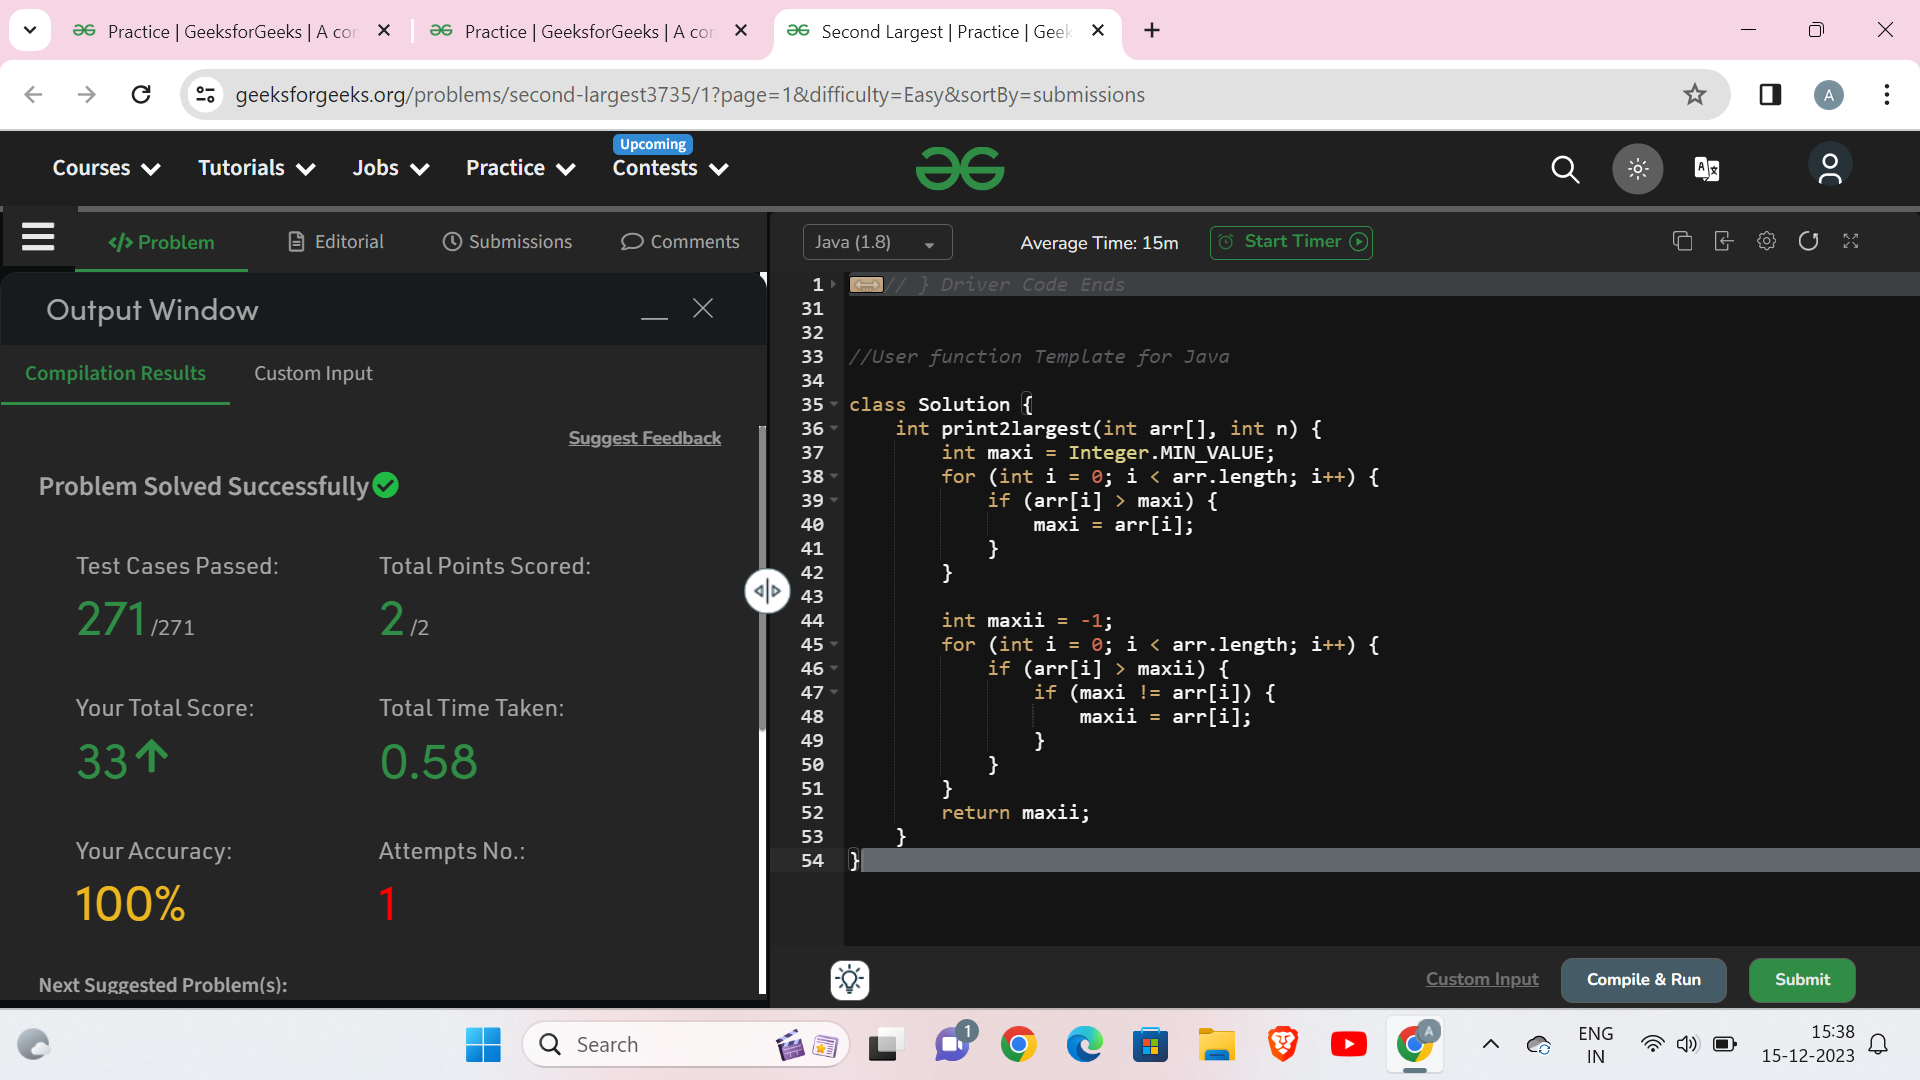 Practice | GeeksforGeeks | A cor
Practice | GeeksforGeeks | A cor
Second Largest | Practice | Geek
geeksforgeeks.org/problems/second-largest3735/1?page=1&difficulty=Easy&sortBy=submissions
A
Upcoming
Courses
Tutorials
Jobs
Practice
Contests
Problem
Editorial
Submissions
Comments
Java (1.8)
Average Time: 15m
Start Timer
Output Window
Compilation Results
Custom Input
Suggest Feedback
Problem Solved Successfully
Test Cases Passed:
Total Points Scored:
271/271
2/2
Your Total Score:
Total Time Taken:
33
0.58
Your Accuracy:
Attempts No.:
100%
1
Next Suggested Problem(s):
1 // } Driver Code Ends
31
32
33 //User function Template for Java
34
35 class Solution {
36 int print2largest(int arr[], int n) {
37 int maxi = Integer.MIN_VALUE;
38 for (int i = 0; i < arr.length; i++) {
39 if (arr[i] > maxi) {
40 maxi = arr[i];
41 }
42 }
43
44 int maxii = -1;
45 for (int i = 0; i < arr.length; i++) {
46 if (arr[i] > maxii) {
47 if (maxi != arr[i]) {
48 maxii = arr[i];
49 }
50 }
51 }
52 return maxii;
53 }
54 }
Custom Input
Compile & Run
Submit
Search
1
A
ENG
IN
15:38
15-12-2023